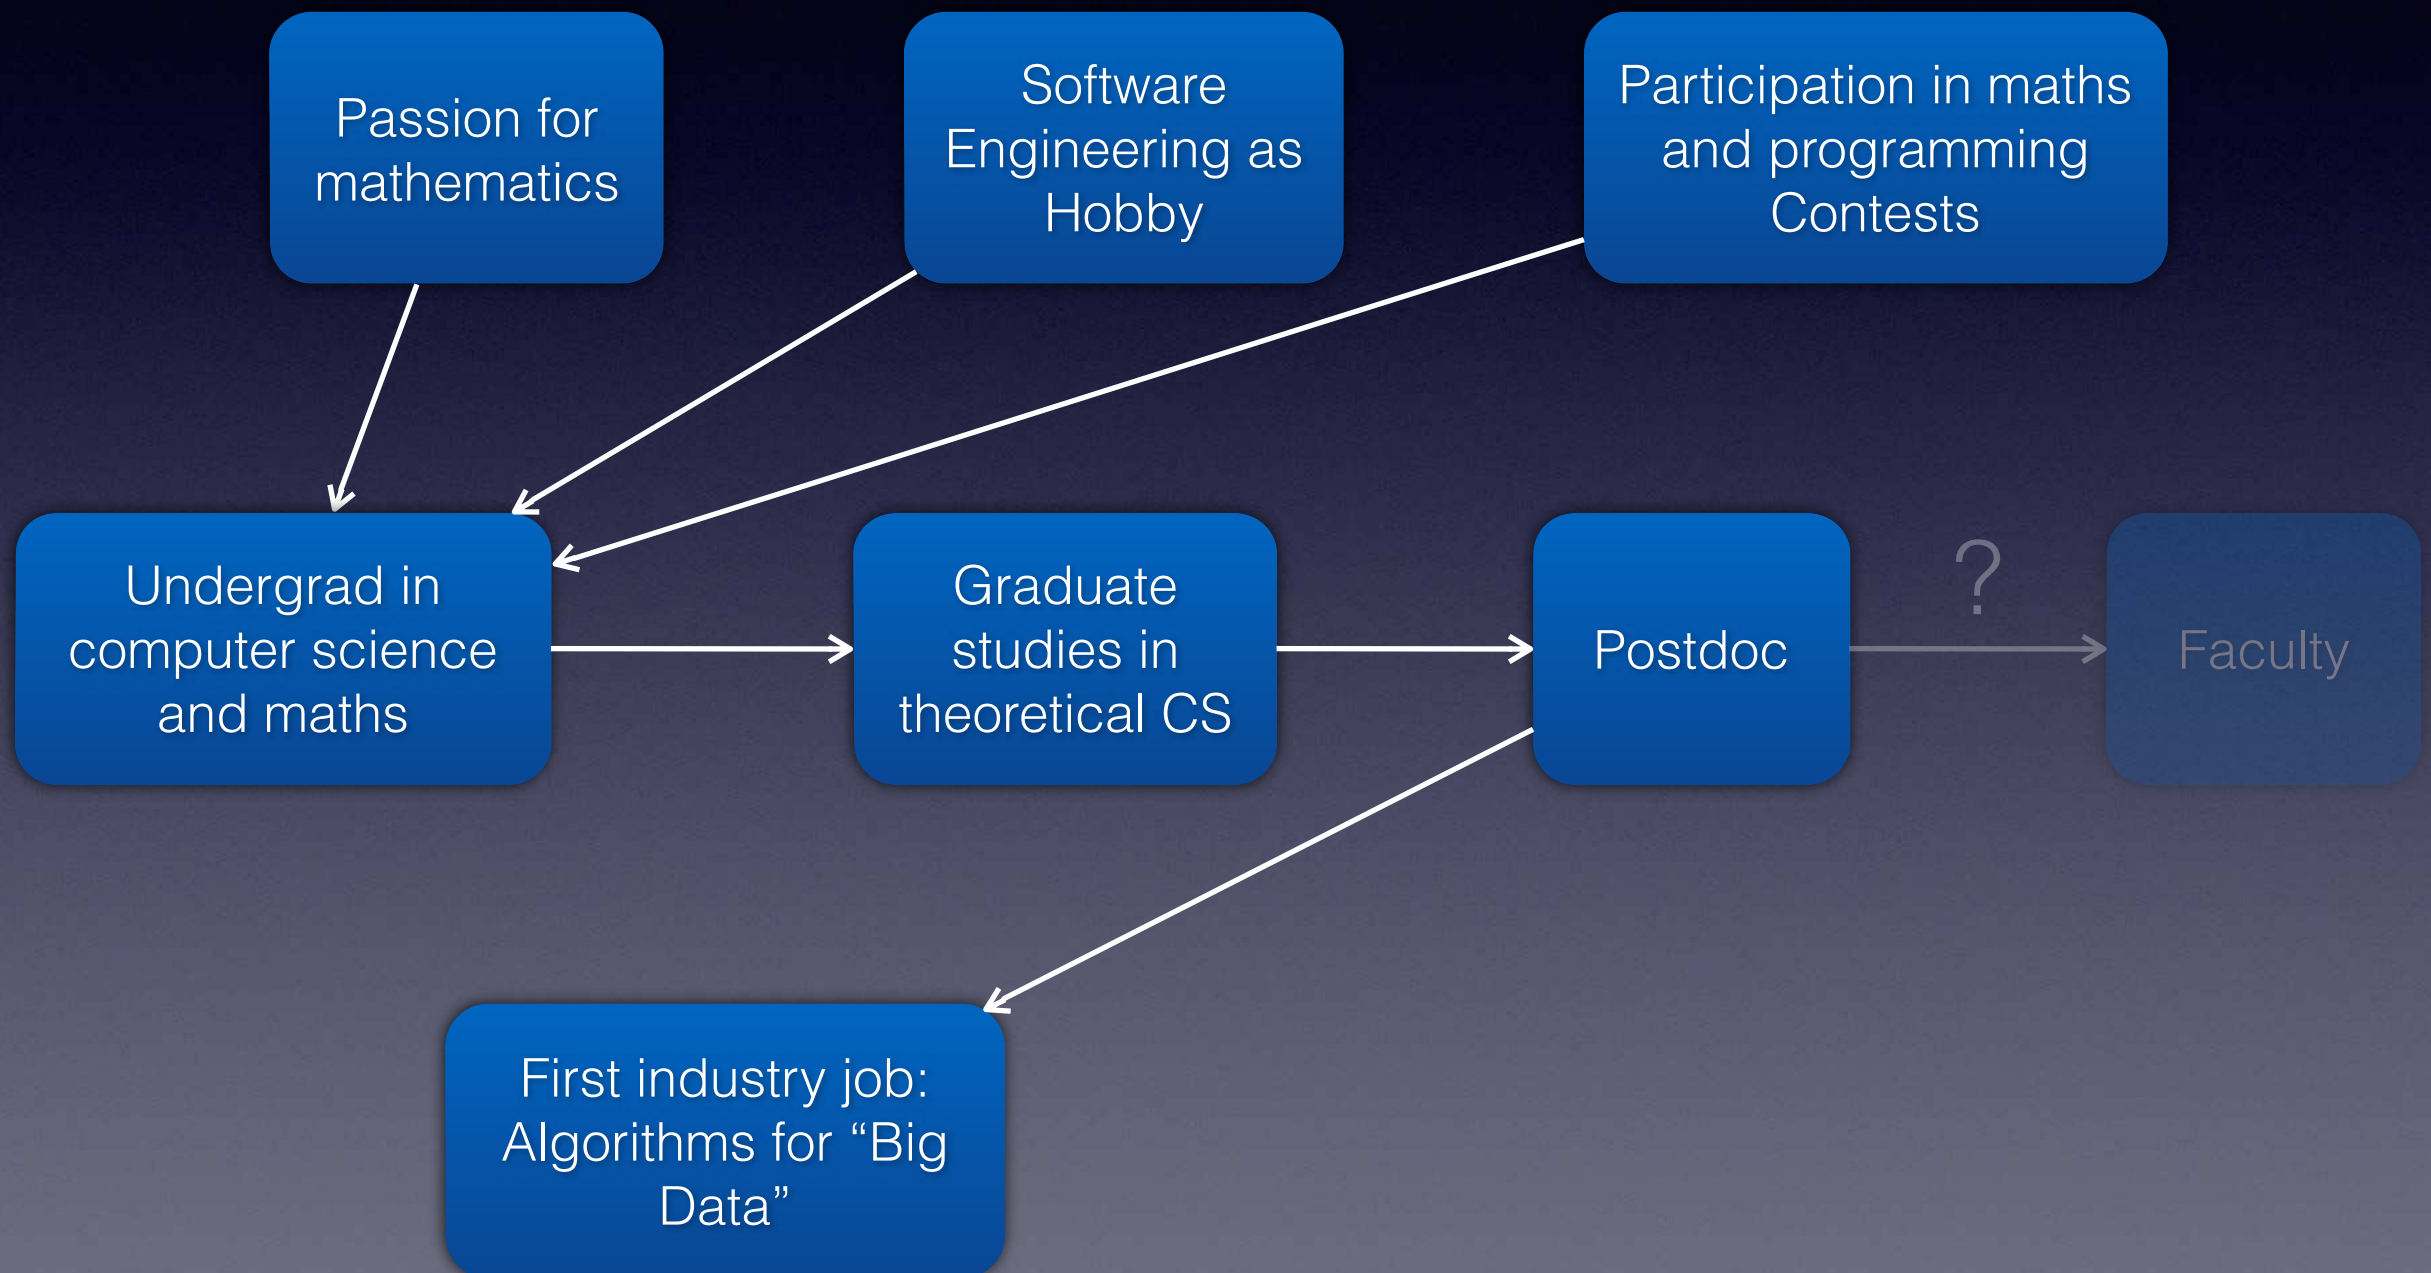 Passion for
mathematics
Software
Engineering as
Hobby
Participation in maths
and programming
Contests
Undergrad in
computer science
and maths
Graduate
studies in
theoretical CS
Postdoc
?
Faculty
First industry job:
Algorithms for “Big
Data”